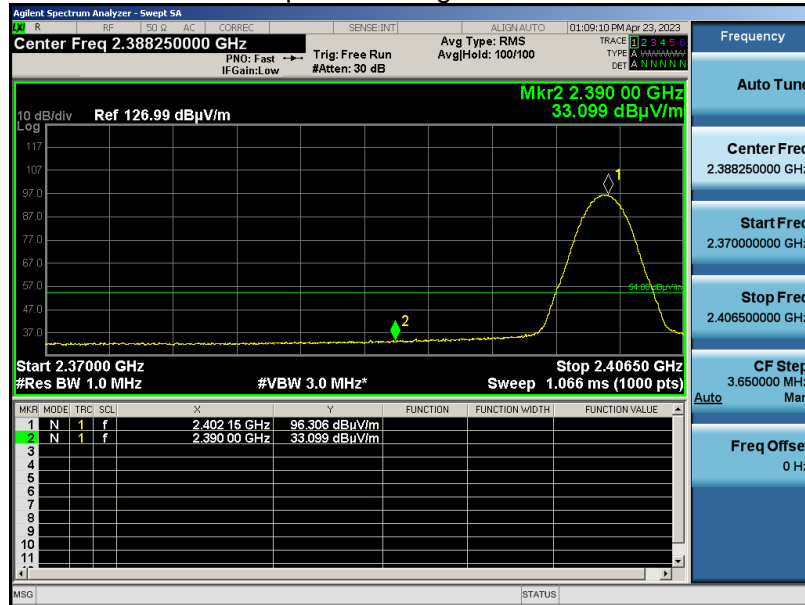 Agilent Spectrum Analyzer - Swept SA
LXI R RF 50 Ω AC CORREC SENSE:INT ALIGN AUTO 01:09:10 PM Apr 23, 2023
Center Freq 2.388250000 GHz
PNO: Fast
IFGain:Low
Trig: Free Run
#Atten: 30 dB
Avg Type: RMS
Avg|Hold: 100/100
TRACE 1 2 3 4 5 6
TYPE A WWWWW
DET A N N N N N
Mkr2 2.390 00 GHz
33.099 dBµV/m
10 dB/div Ref 126.99 dBµV/m
Log
117
107
97.0
87.0
77.0
67.0
57.0
47.0
37.0
1
54.00 dBµV/m
2
Start 2.37000 GHz Stop 2.40650 GHz
#Res BW 1.0 MHz #VBW 3.0 MHz* Sweep 1.066 ms (1000 pts)
MKR MODE TRC SCL X Y FUNCTION FUNCTION WIDTH FUNCTION VALUE
1 N 1 f 2.402 15 GHz 96.306 dBµV/m
2 N 1 f 2.390 00 GHz 33.099 dBµV/m
3
4
5
6
7
8
9
10
11
MSG STATUS
Frequency
Auto Tune
Center Freq
2.388250000 GHz
Start Freq
2.370000000 GHz
Stop Freq
2.406500000 GHz
CF Step
3.650000 MHz
Auto Man
Freq Offset
0 Hz